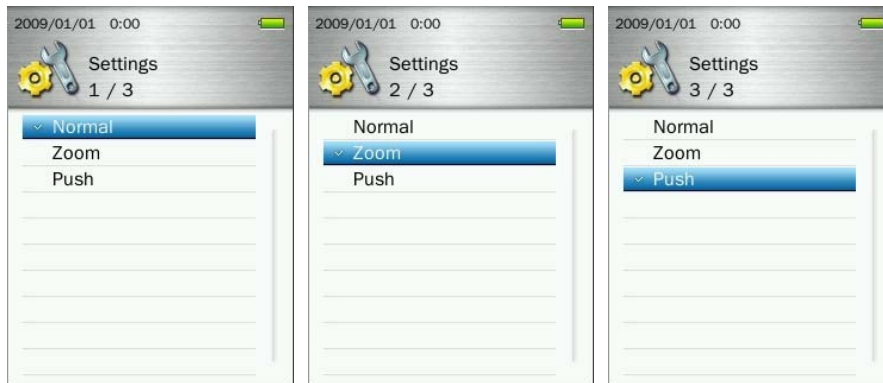 2009/01/01 0:00
Settings
1 / 3
Normal
Zoom
Push
2009/01/01 0:00
Settings
2 / 3
Normal
Zoom
Push
2009/01/01 0:00
Settings
3 / 3
Normal
Zoom
Push